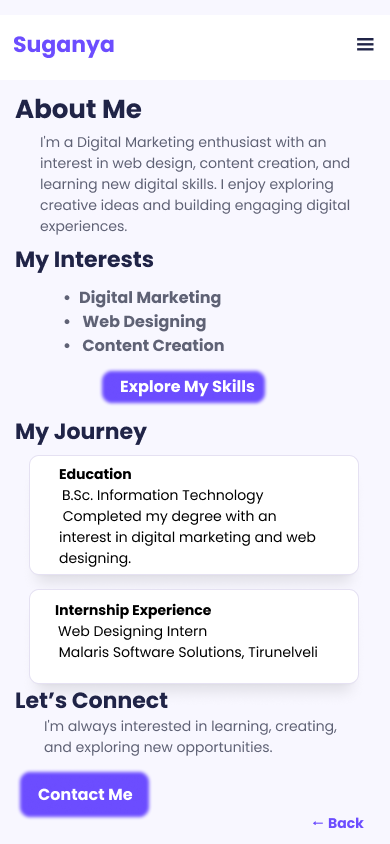 Suganya
About Me
I'm a Digital Marketing enthusiast with an
interest in web design, content creation, and
learning new digital skills. I enjoy exploring
creative ideas and building engaging digital
experiences.
My Interests
• Digital Marketing
• Web Designing
• Content Creation
Explore My Skills
My Journey
Education
B.Sc. Information Technology
Completed my degree with an
interest in digital marketing and web
designing.
Internship Experience
Web Designing Intern
Malaris Software Solutions, Tirunelveli
Let’s Connect
I'm always interested in learning, creating,
and exploring new opportunities.
Contact Me
← Back